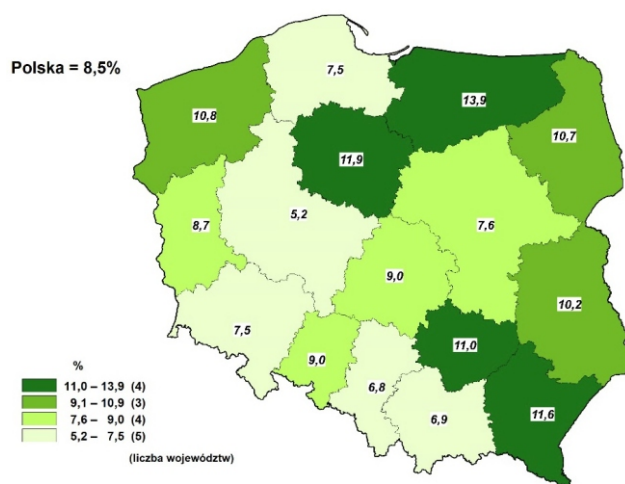 Polska = 8,5%
7,5
13,9
10,8
10,7
11,9
5,2
8,7
7,6
9,0
10,2
7,5
11,0
9,0
6,8
11,6
6,9
%
11,0 – 13,9 (4)
9,1 – 10,9 (3)
7,6 – 9,0 (4)
5,2 – 7,5 (5)
(liczba województw)